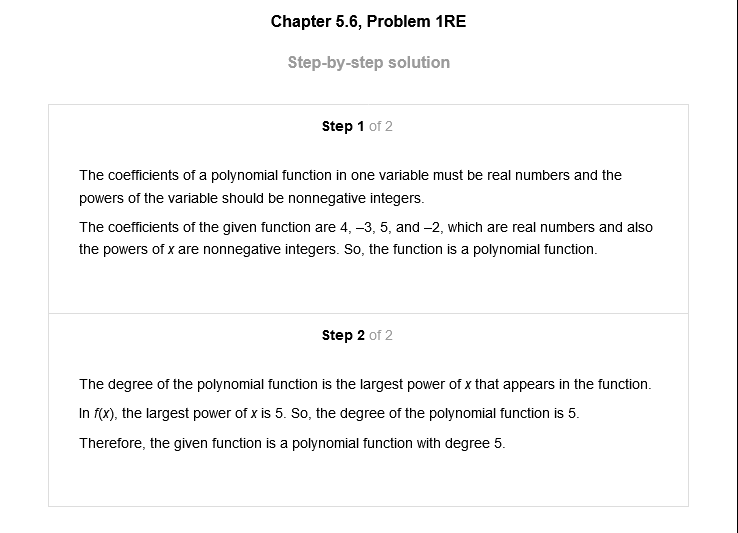 Chapter 5.6, Problem 1RE
Step-by-step solution
Step 1 of 2
The coefficients of a polynomial function in one variable must be real numbers and the
powers of the variable should be nonnegative integers.
The coefficients of the given function are 4, –3, 5, and –2, which are real numbers and also
the powers of x are nonnegative integers. So, the function is a polynomial function.
Step 2 of 2
The degree of the polynomial function is the largest power of x that appears in the function.
In f(x), the largest power of x is 5. So, the degree of the polynomial function is 5.
Therefore, the given function is a polynomial function with degree 5.